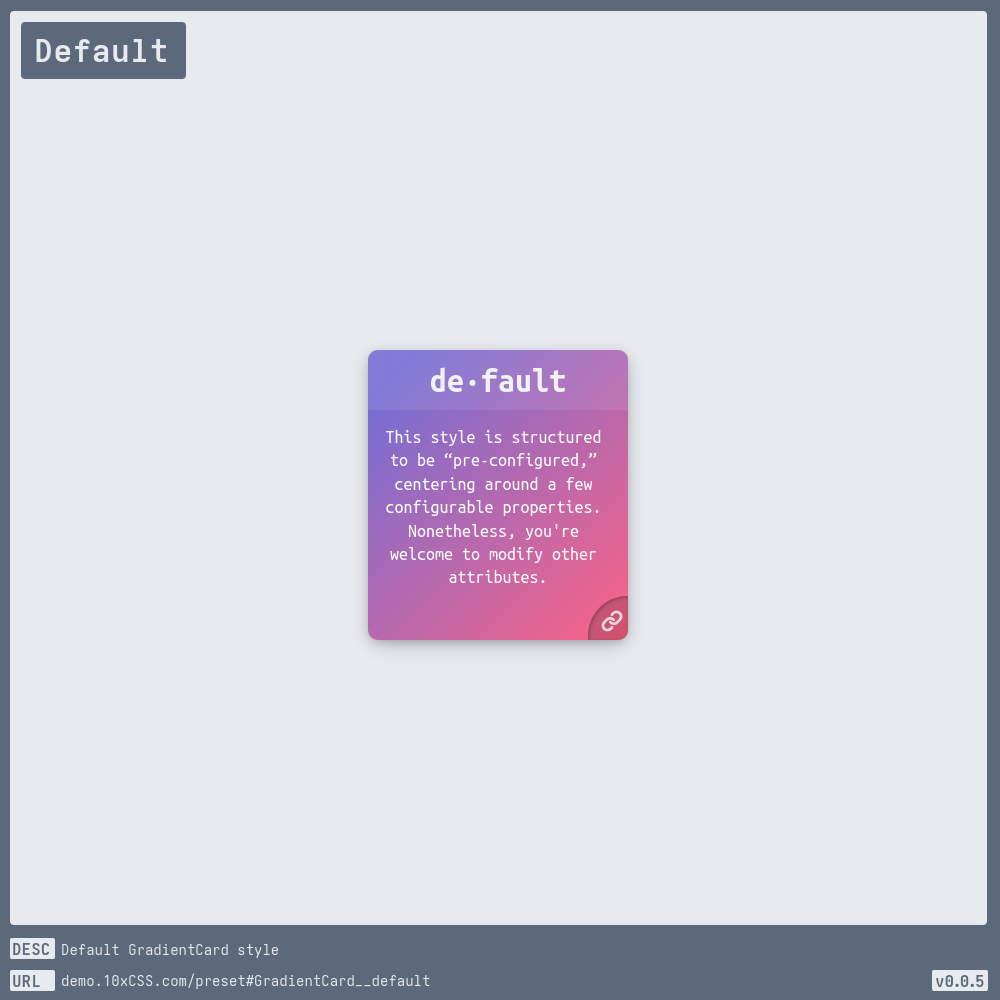 Default
de·fault
This style is structured
to be “pre-configured,”
centering around a few
configurable properties.
Nonetheless, you're
welcome to modify other
attributes.
DESC Default GradientCard style
URL demo.10xCSS.com/preset#GradientCard__default
v0.0.5